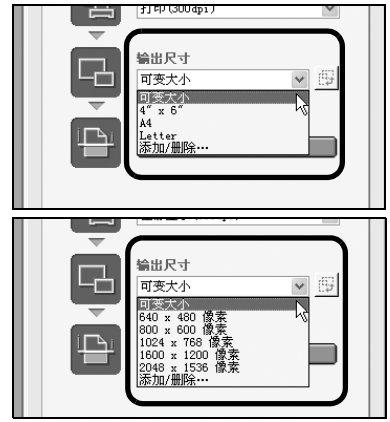 打印(300dpi)
输出尺寸
可变大小
可变大小
4" x 6"
A4
Letter
添加/删除…
输出尺寸
可变大小
可变大小
640 x 480 像素
800 x 600 像素
1024 x 768 像素
1600 x 1200 像素
2048 x 1536 像素
添加/删除…